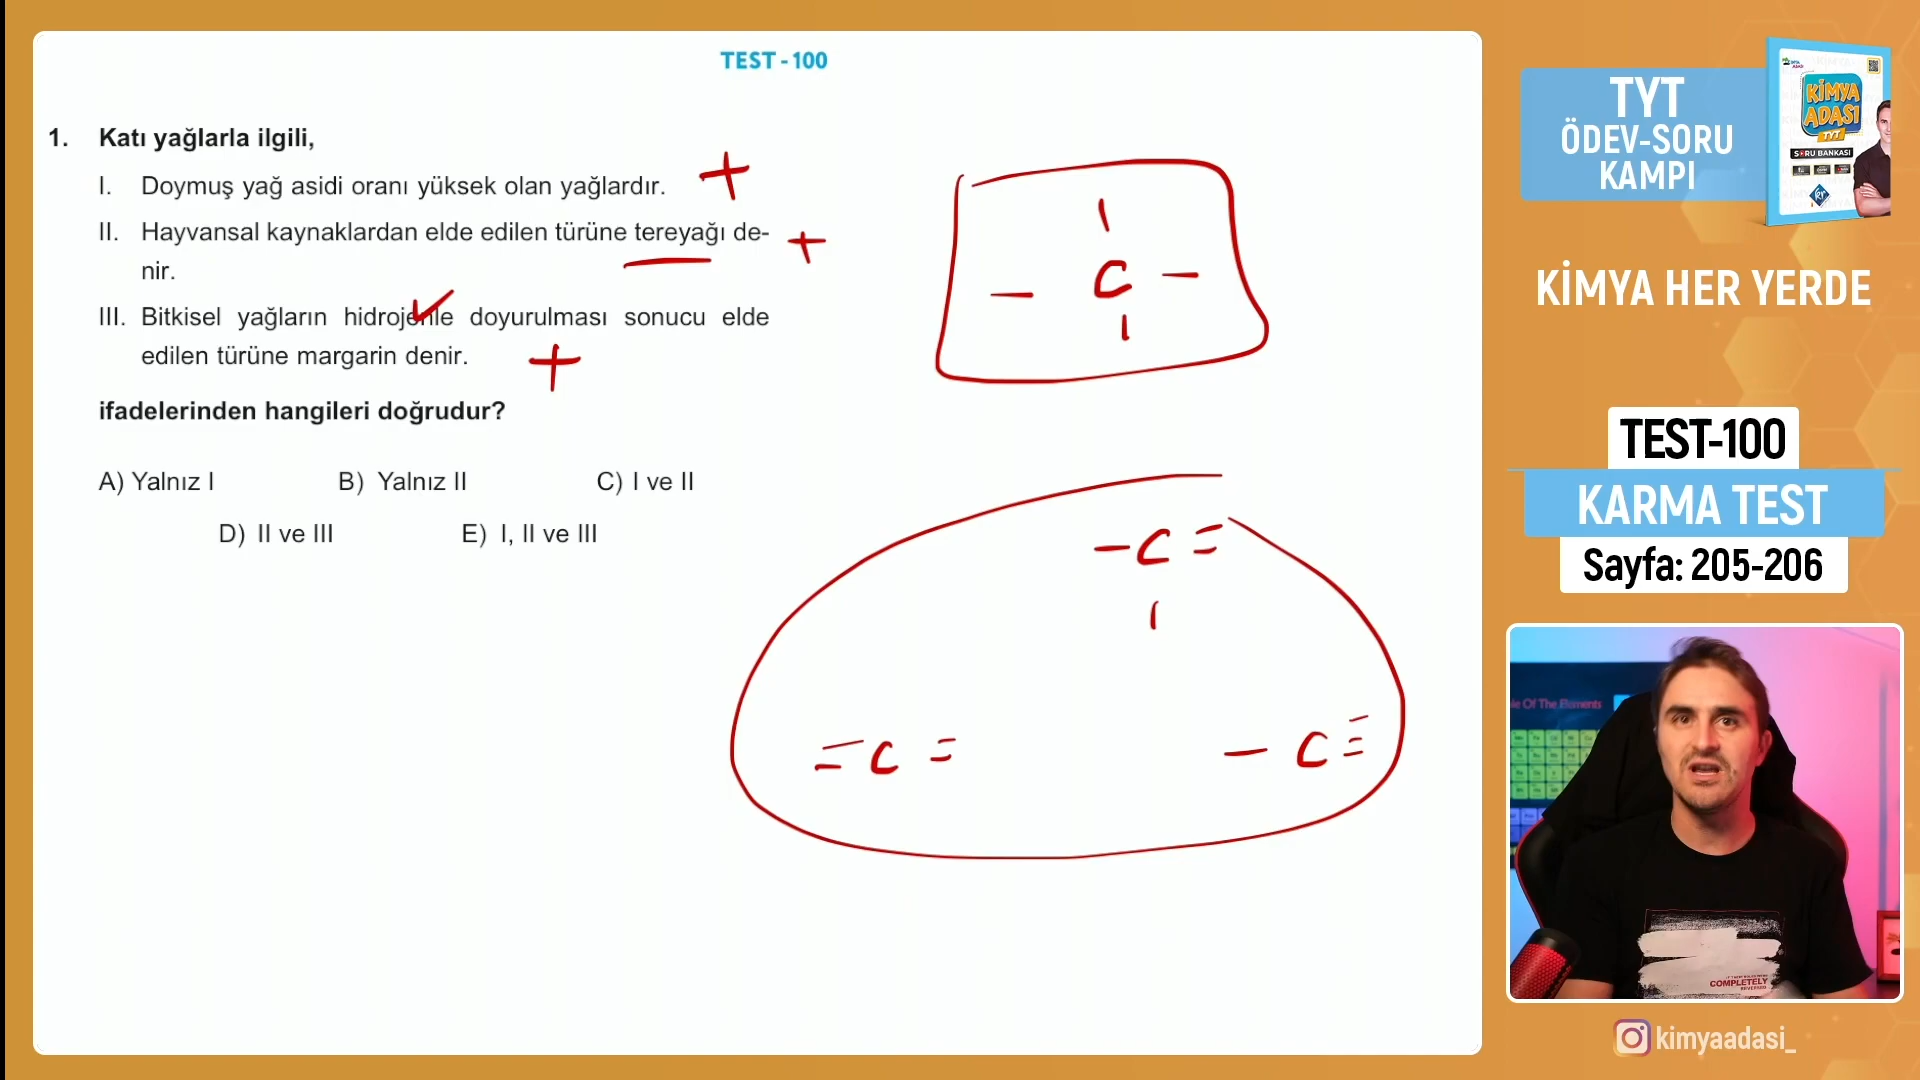 TEST - 100
1. Katı yağlarla ilgili,
I. Doymuş yağ asidi oranı yüksek olan yağlardır. +
II. Hayvansal kaynaklardan elde edilen türüne tereyağı de- +
nir.
III. Bitkisel yağların hidrojenle doyurulması sonucu elde
edilen türüne margarin denir. +
ifadelerinden hangileri doğrudur?
A) Yalnız I B) Yalnız II C) I ve II
D) II ve III E) I, II ve III
– C –
– C =
= C =
– C ≡
TYT
ÖDEV-SORU
KAMPI
KİMYA
ADASI
TYT
SORU BANKASI
KİMYA HER YERDE
TEST-100
KARMA TEST
Sayfa: 205-206
Of The Elements
COMPLETELY
kimyaadasi_